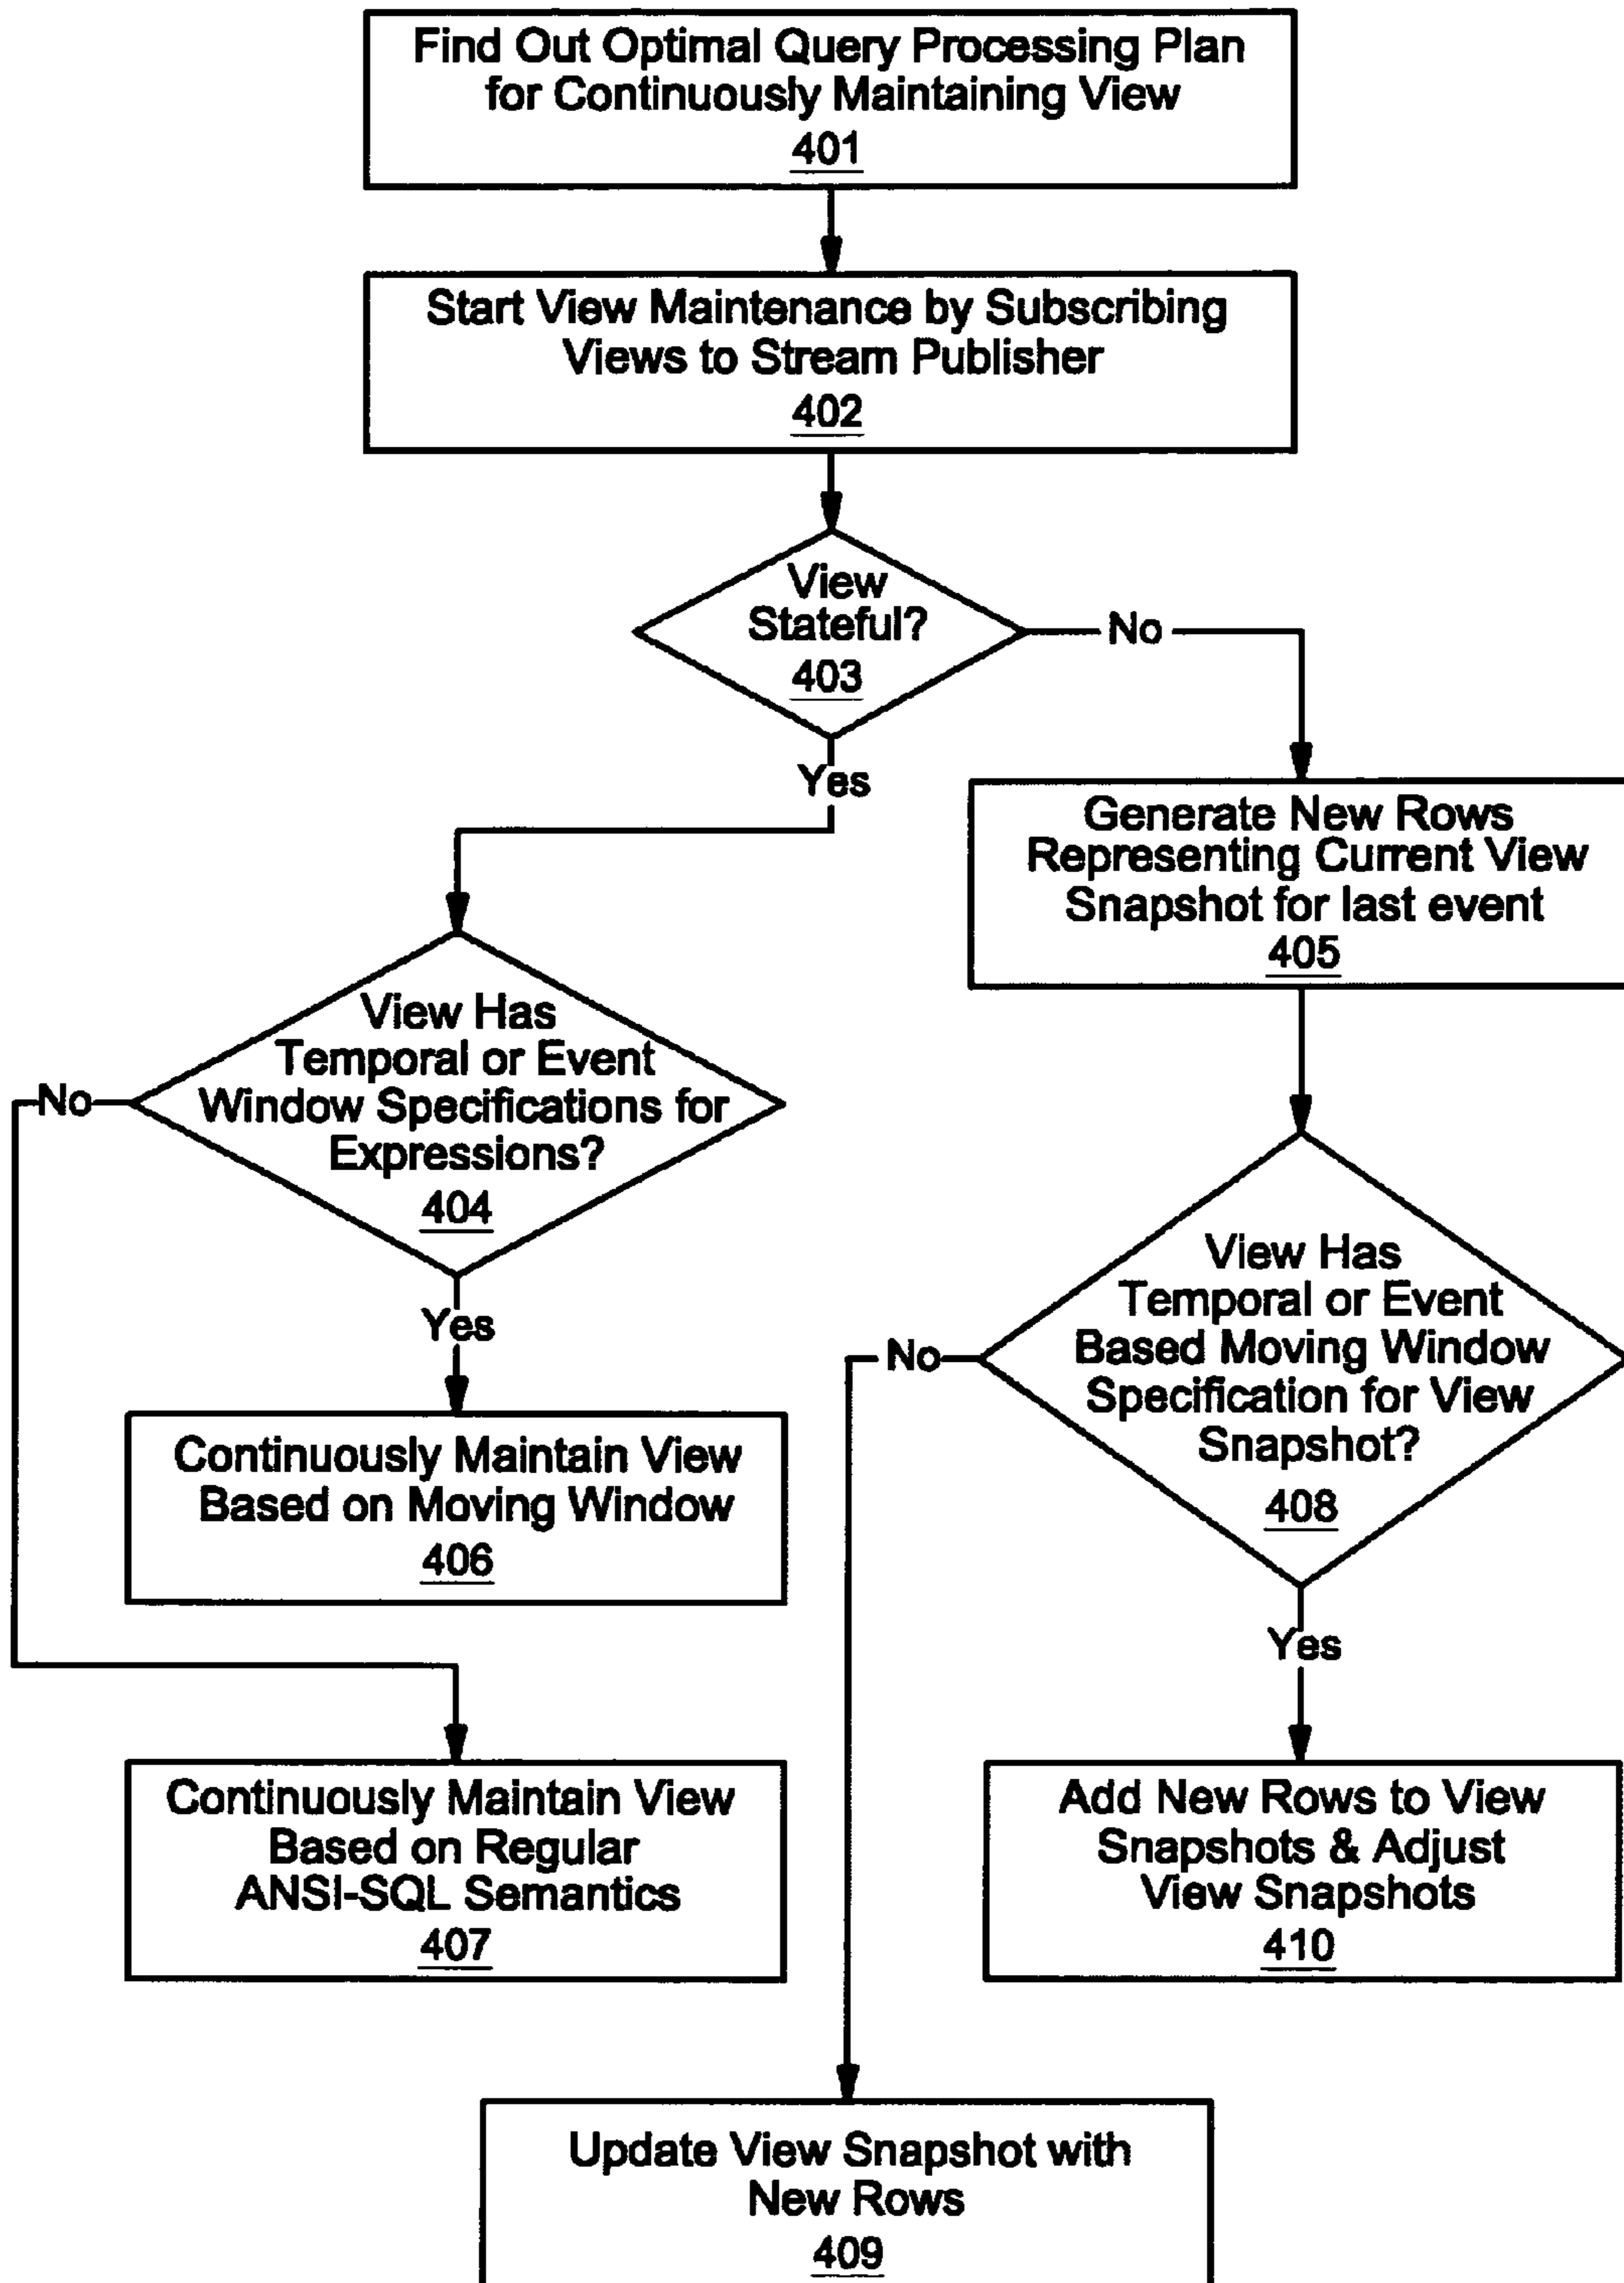 Find Out Optimal Query Processing Plan
for Continuously Maintaining View
401
Start View Maintenance by Subscribing
Views to Stream Publisher
402
View
Stateful?
403
No
Yes
Generate New Rows
Representing Current View
Snapshot for last event
405
View Has
Temporal or Event
Window Specifications for
Expressions?
404
No
Yes
View Has
Temporal or Event
Based Moving Window
Specification for View
Snapshot?
408
No
Yes
Continuously Maintain View
Based on Moving Window
406
Continuously Maintain View
Based on Regular
ANSI-SQL Semantics
407
Add New Rows to View
Snapshots & Adjust
View Snapshots
410
Update View Snapshot with
New Rows
409